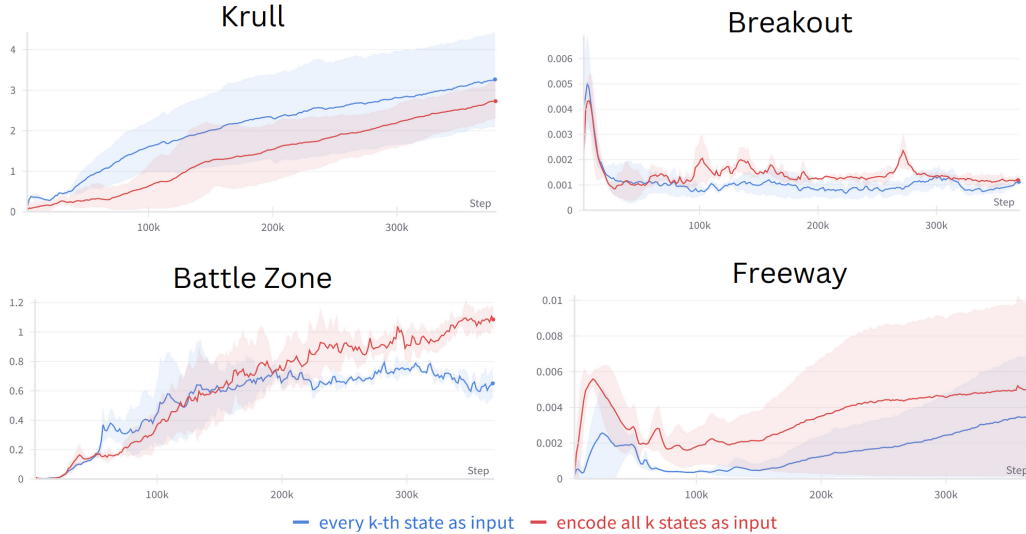 Krull
4
3
2
1
0
Step
100k
200k
300k
Breakout
0.006
0.005
0.004
0.003
0.002
0.001
0
Step
100k
200k
300k
Battle Zone
1.2
1
0.8
0.6
0.4
0.2
0
Step
100k
200k
300k
Freeway
0.01
0.008
0.006
0.004
0.002
0
Step
100k
200k
300k
every k-th state as input
encode all k states as input